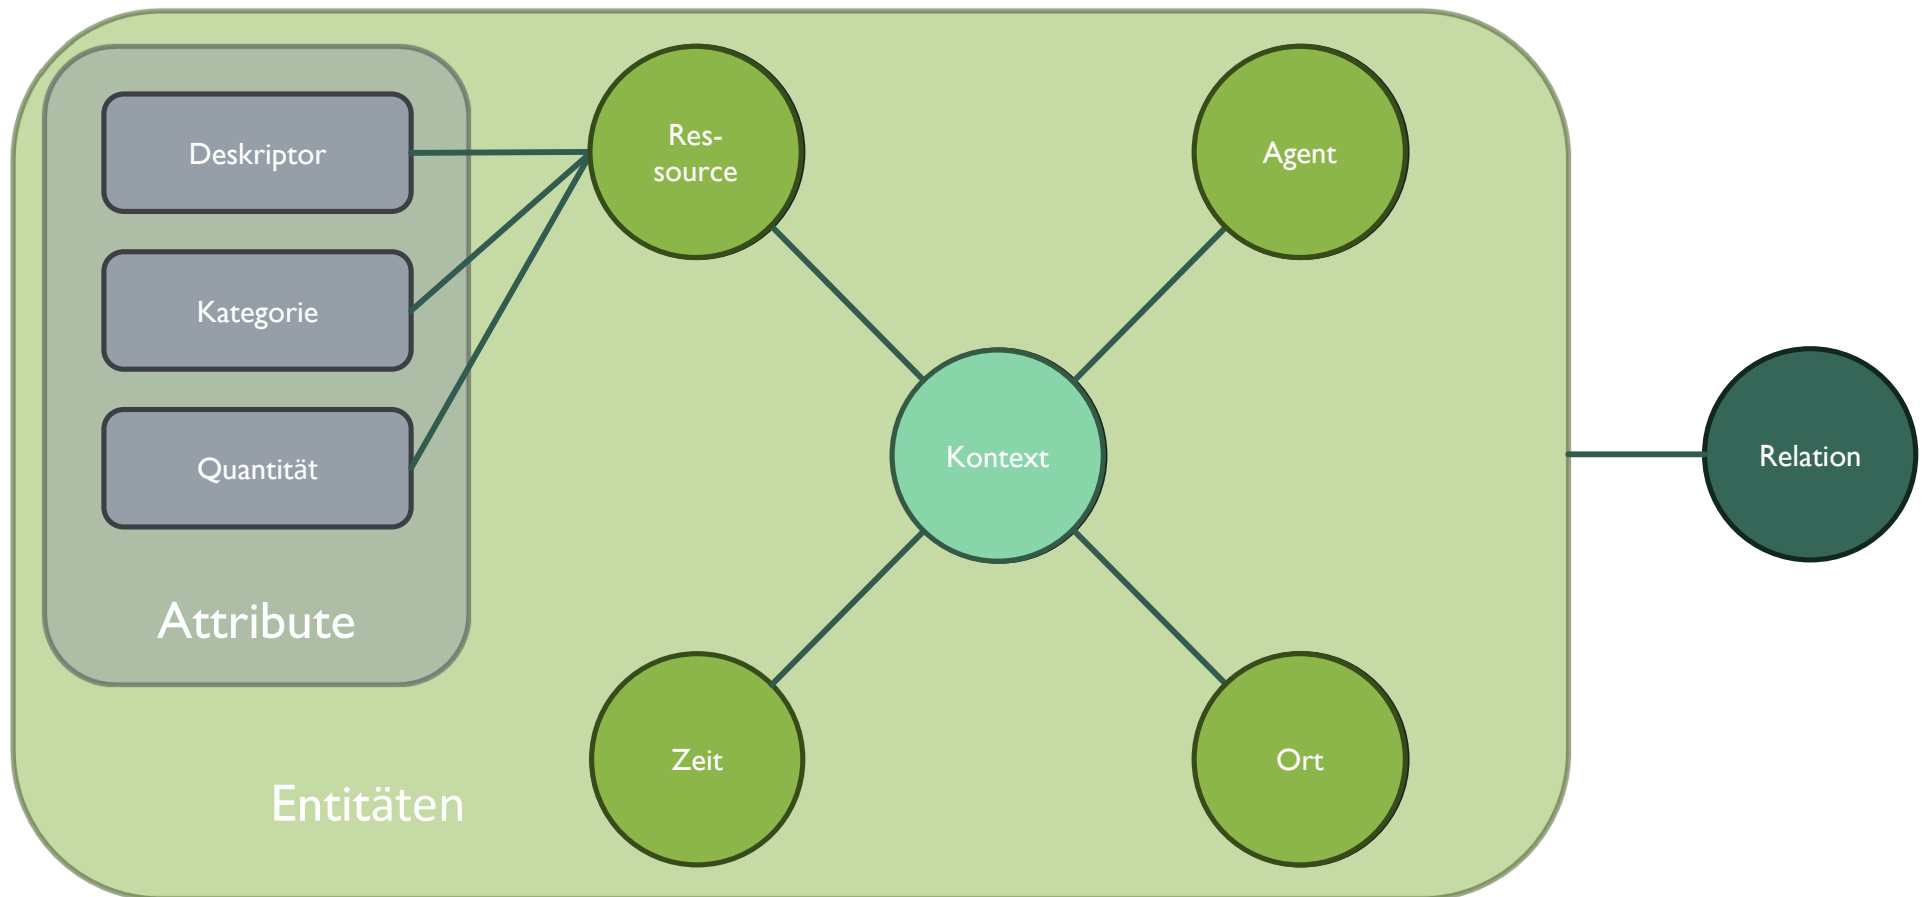 Deskriptor
Kategorie
Quantität
Attribute
Entitäten
Res-
source
Agent
Kontext
Zeit
Ort
Relation